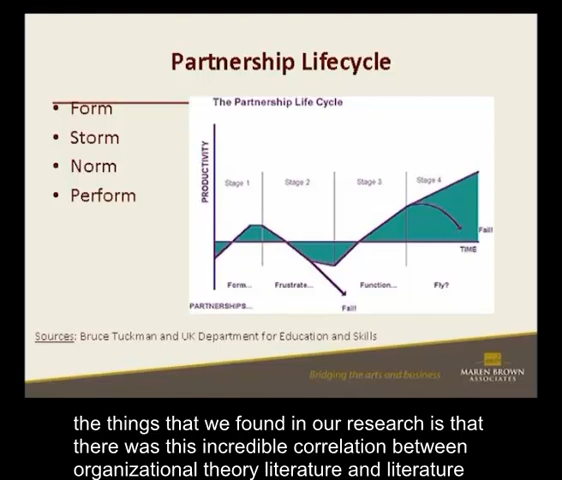 Partnership Lifecycle
• Form
• Storm
• Norm
• Perform
The Partnership Life Cycle
PRODUCTIVITY
Stage 1
Stage 2
Stage 3
Stage 4
Fail!
TIME
Form...
Frustrate...
Function...
Fly?
PARTNERSHIPS...
Fail!
Sources: Bruce Tuckman and UK Department for Education and Skills
Bridging the arts and business
MAREN BROWN
ASSOCIATES
the things that we found in our research is that
there was this incredible correlation between
organizational theory literature and literature